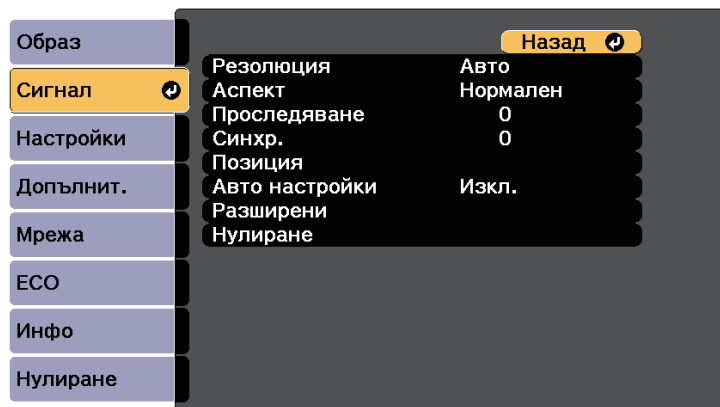 Образ
Сигнал
Настройки
Допълнит.
Мрежа
ECO
Инфо
Нулиране
Назад
Резолюция Авто
Аспект Нормален
Проследяване 0
Синхр. 0
Позиция
Авто настройки Изкл.
Разширени
Нулиране